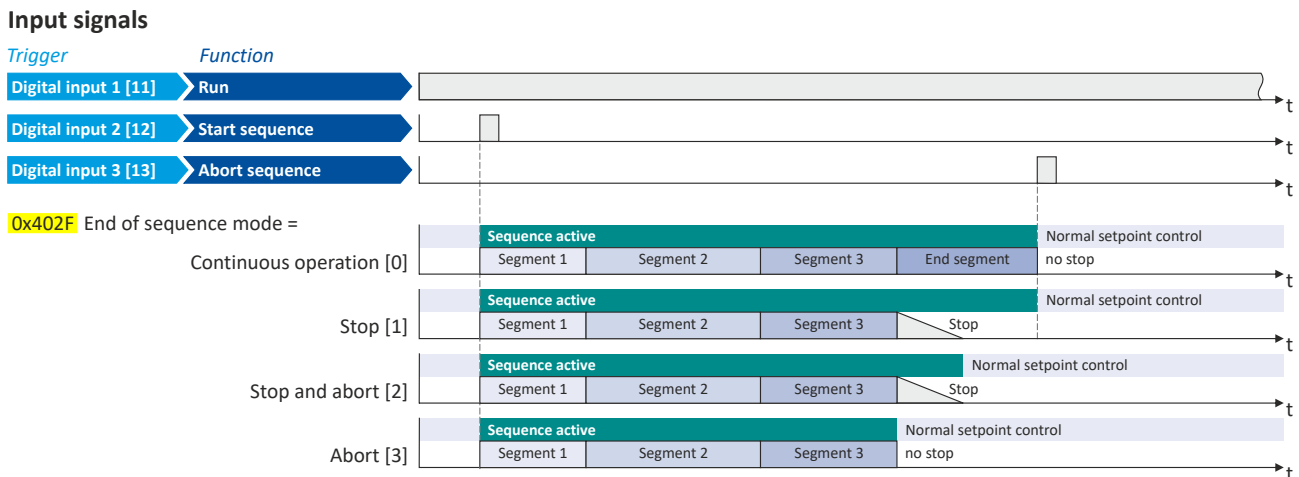 Input signals
Trigger Function
Digital input 1 [11] Run
t
Digital input 2 [12] Start sequence
t
Digital input 3 [13] Abort sequence
t
0x402F End of sequence mode =
Sequence active Normal setpoint control
Continuous operation [0] Segment 1 Segment 2 Segment 3 End segment no stop
t
Sequence active Normal setpoint control
Stop [1] Segment 1 Segment 2 Segment 3 Stop
t
Sequence active Normal setpoint control
Stop and abort [2] Segment 1 Segment 2 Segment 3 Stop
t
Sequence active Normal setpoint control
Abort [3] Segment 1 Segment 2 Segment 3 no stop
t